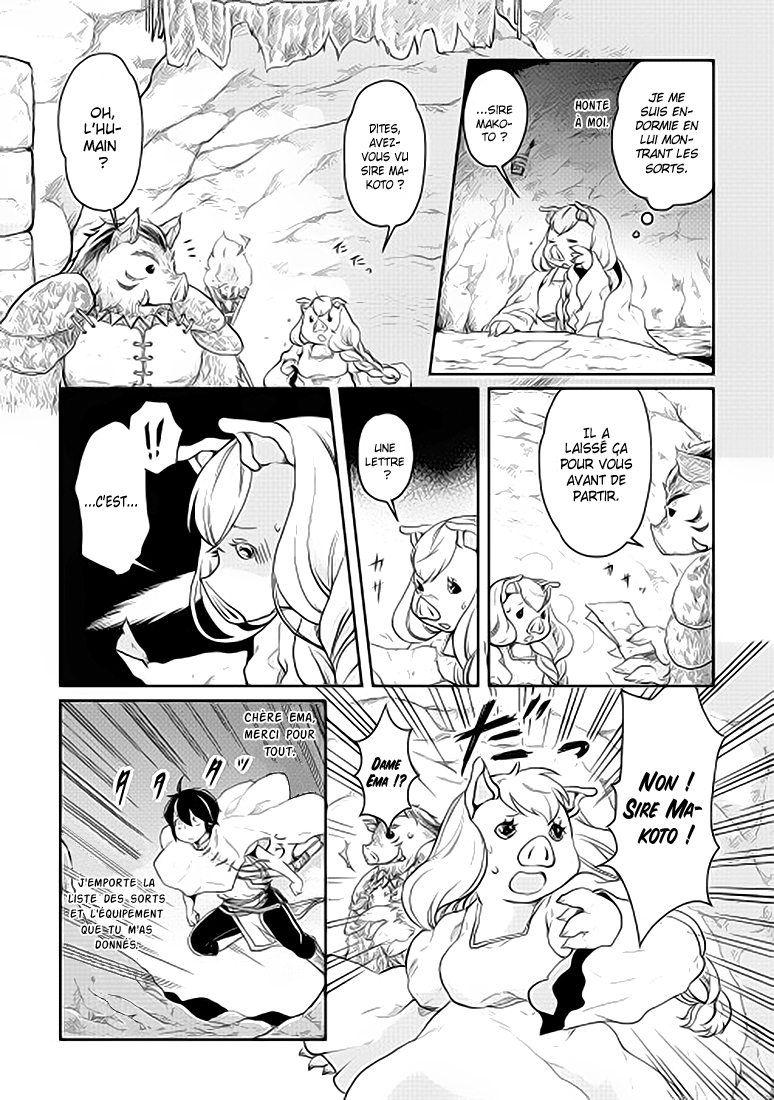 JE ME
SUIS EN-
DORMIE EN
LUI MON-
TRANT LES
SORTS.
HONTE
À MOI.
...SIRE
MAKO-
TO ?
DITES,
AVEZ-
VOUS VU
SIRE MA-
KOTO ?
OH,
L'HU-
MAIN ?
IL A
LAISSÉ ÇA
POUR VOUS
AVANT DE
PARTIR.
UNE
LETTRE ?
!!
...C'EST...
NON !
SIRE MA-
KOTO !
DAME
EMA !?
CHÈRE EMA,
MERCI POUR
TOUT.
J'EMPORTE LA
LISTE DES SORTS
ET L'ÉQUIPEMENT
QUE TU M'AS
DONNÉS.